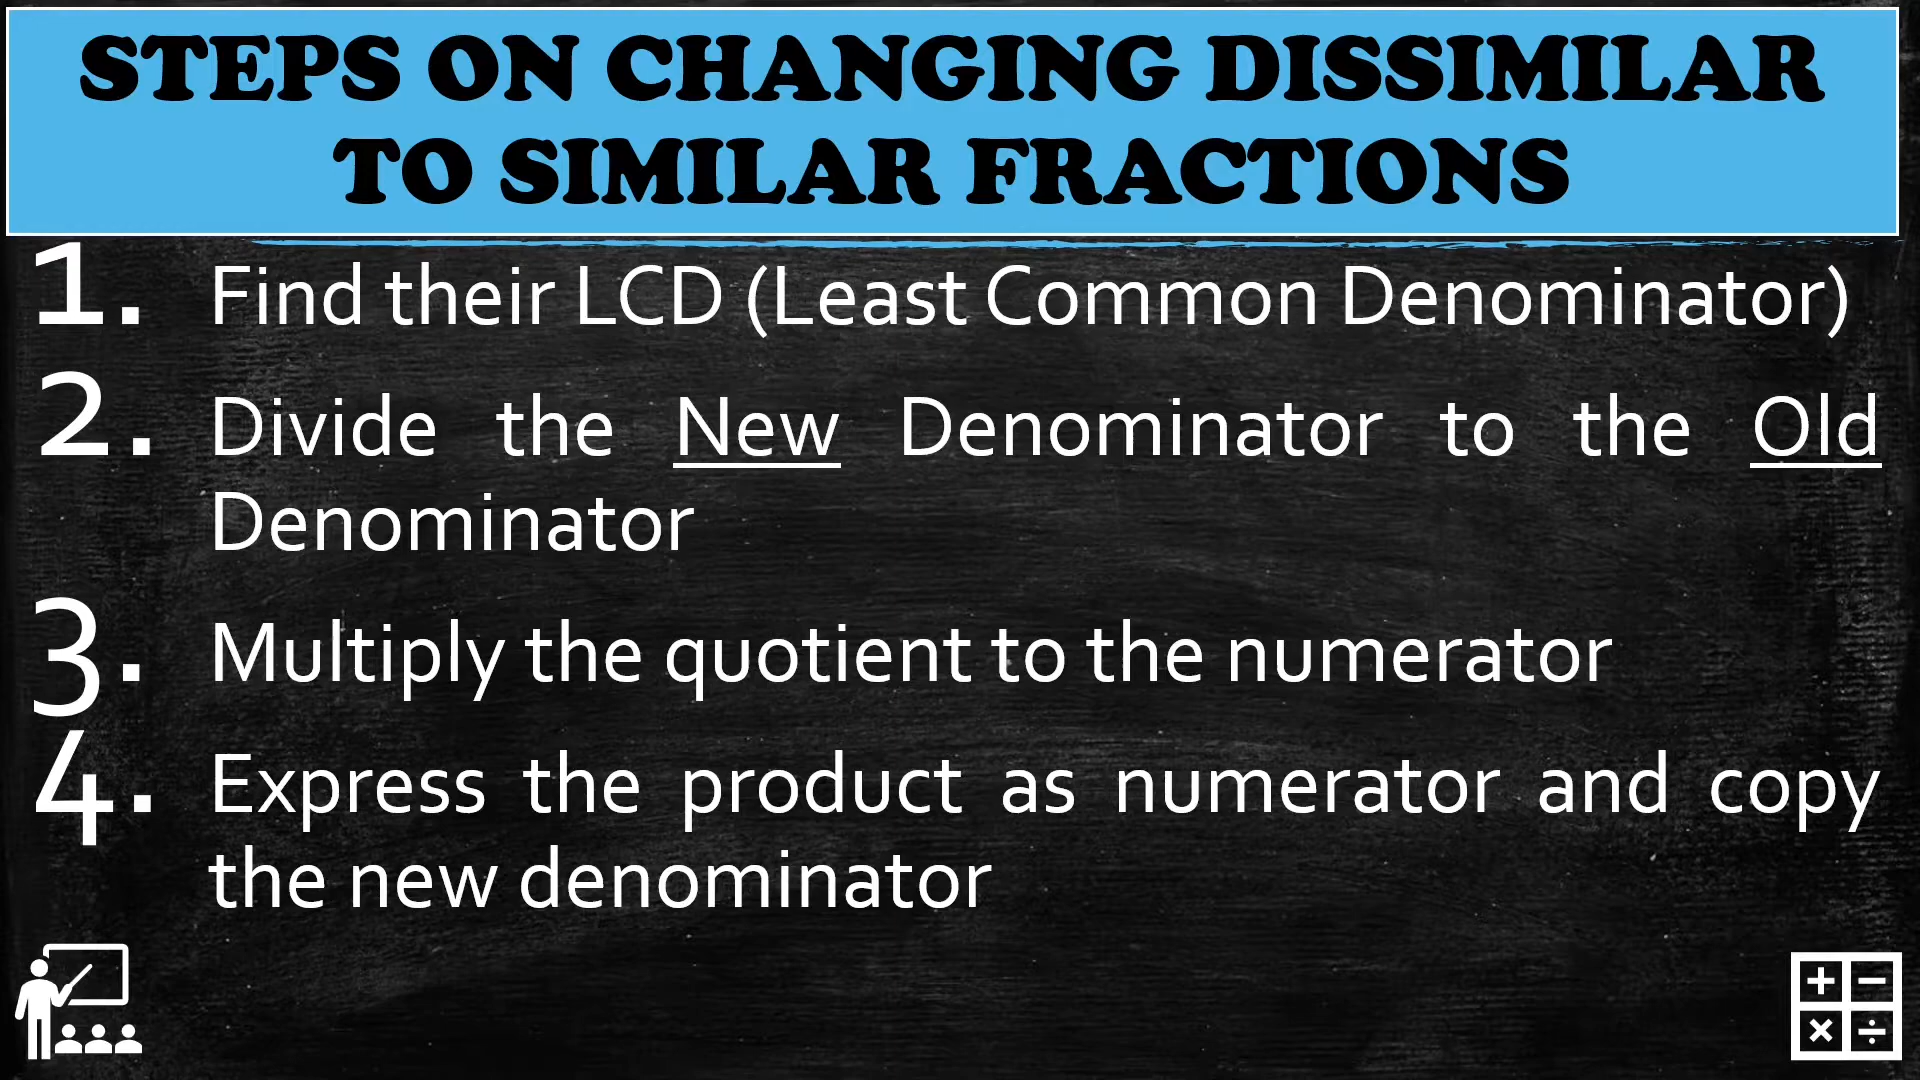 STEPS ON CHANGING DISSIMILAR
TO SIMILAR FRACTIONS
1. Find their LCD (Least Common Denominator)
2. Divide the New Denominator to the Old
Denominator
3. Multiply the quotient to the numerator
4. Express the product as numerator and copy
the new denominator